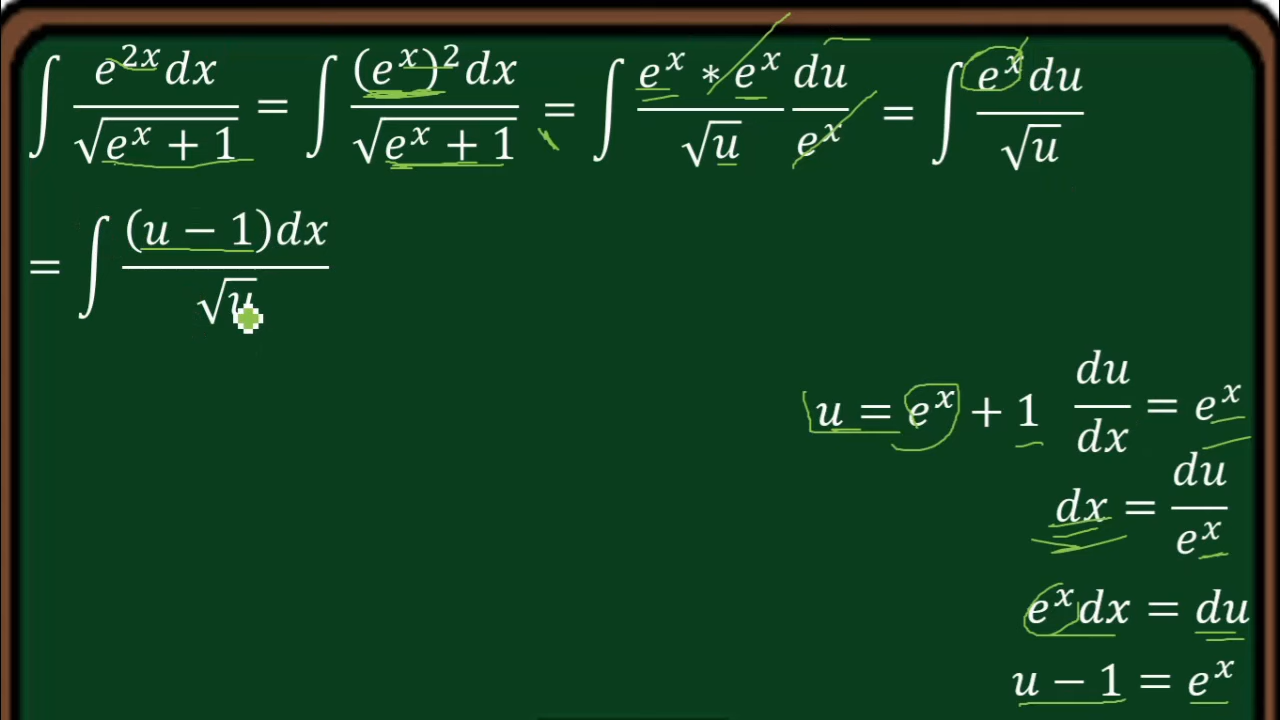 ∫ e^{2x}dx / √(e^x + 1) = ∫ (e^x)^2 dx / √(e^x + 1) = ∫ (e^x * e^x / √u) (du / e^x) = ∫ e^x du / √u
= ∫ (u − 1)dx / √u
u = e^x + 1 du/dx = e^x
dx = du/e^x
e^x dx = du
u − 1 = e^x